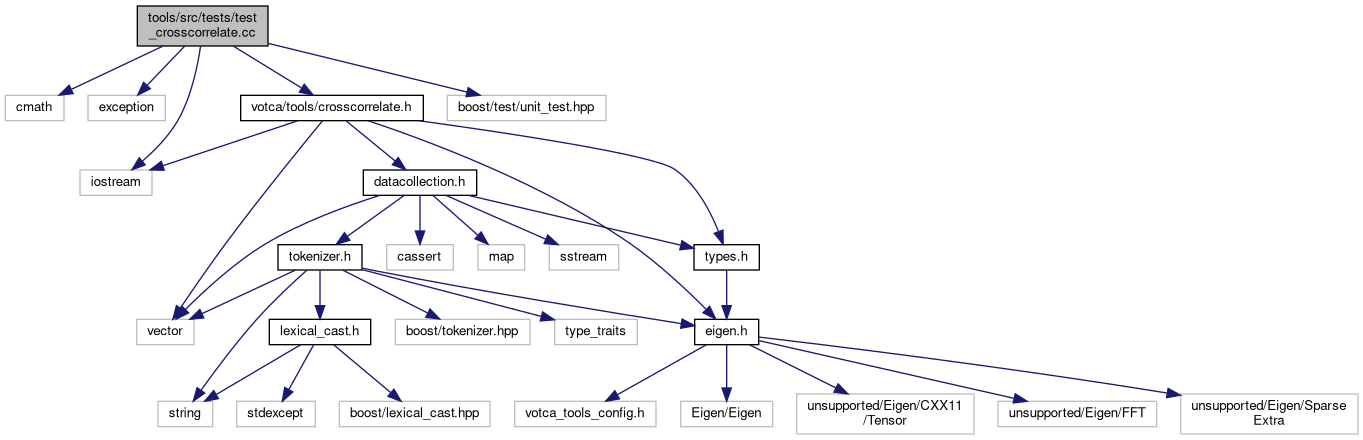 tools/src/tests/test
_crosscorrelate.cc
cmath
exception
votca/tools/crosscorrelate.h
boost/test/unit_test.hpp
iostream
datacollection.h
tokenizer.h
cassert
map
sstream
types.h
vector
lexical_cast.h
boost/tokenizer.hpp
type_traits
eigen.h
string
stdexcept
boost/lexical_cast.hpp
votca_tools_config.h
Eigen/Eigen
unsupported/Eigen/CXX11
/Tensor
unsupported/Eigen/FFT
unsupported/Eigen/Sparse
Extra